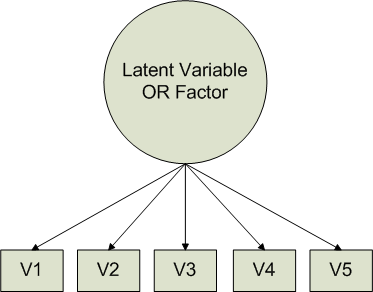 Latent Variable
OR Factor
V1
V2
V3
V4
V5